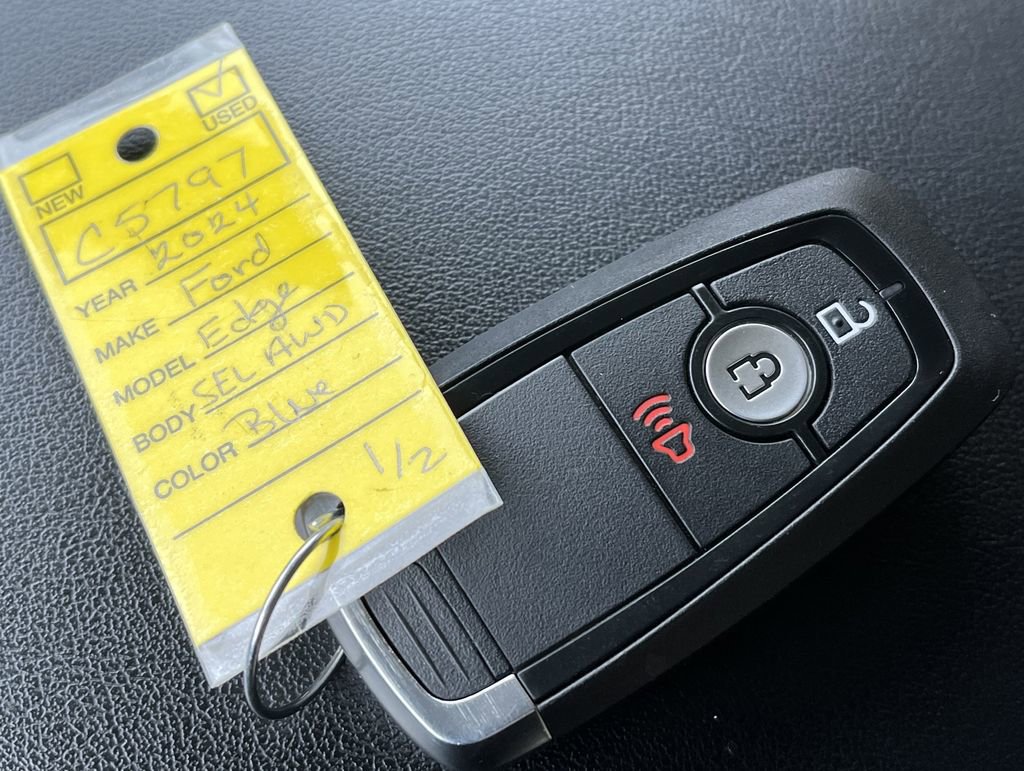 USED
NEW
C5797
YEAR 2024
MAKE Ford
MODEL Edge
BODY SEL AWD
COLOR Blue
1/2